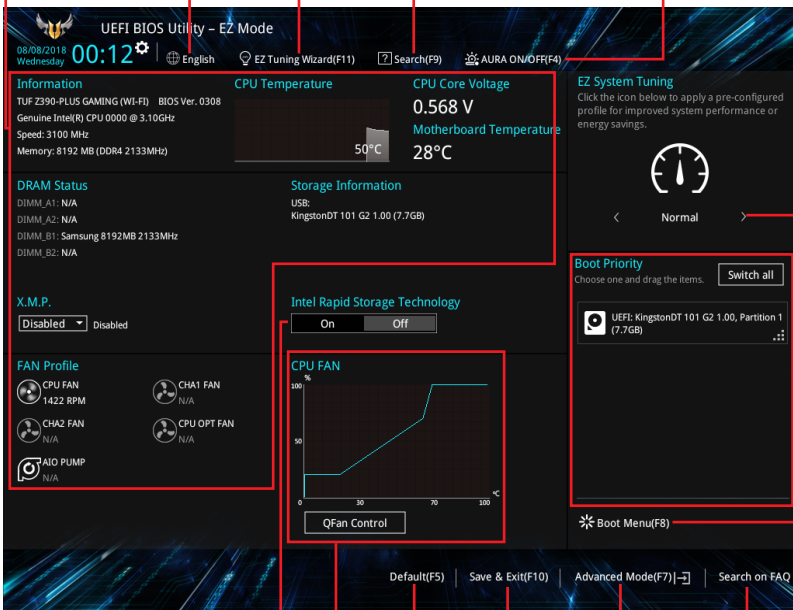 UEFI BIOS Utility – EZ Mode
08/08/2018
Wednesday
00:12
English
EZ Tuning Wizard(F11)
? Search(F9)
AURA ON/OFF(F4)
Information
TUF Z390-PLUS GAMING (WI-FI) BIOS Ver. 0308
Genuine Intel(R) CPU 0000 @ 3.10GHz
Speed: 3100 MHz
Memory: 8192 MB (DDR4 2133MHz)
CPU Temperature
50°C
CPU Core Voltage
0.568 V
Motherboard Temperature
28°C
EZ System Tuning
Click the icon below to apply a pre-configured
profile for improved system performance or
energy savings.
< Normal >
DRAM Status
DIMM_A1: N/A
DIMM_A2: N/A
DIMM_B1: Samsung 8192MB 2133MHz
DIMM_B2: N/A
Storage Information
USB:
KingstonDT 101 G2 1.00 (7.7GB)
X.M.P.
Disabled Disabled
Intel Rapid Storage Technology
On Off
Boot Priority
Choose one and drag the items.
Switch all
UEFI: KingstonDT 101 G2 1.00, Partition 1
(7.7GB)
FAN Profile
CPU FAN
1422 RPM
CHA1 FAN
N/A
CHA2 FAN
N/A
CPU OPT FAN
N/A
AIO PUMP
N/A
CPU FAN
%
100
50
0 30 70 100
°C
QFan Control
Boot Menu(F8)
Default(F5)
Save & Exit(F10)
Advanced Mode(F7)
Search on FAQ